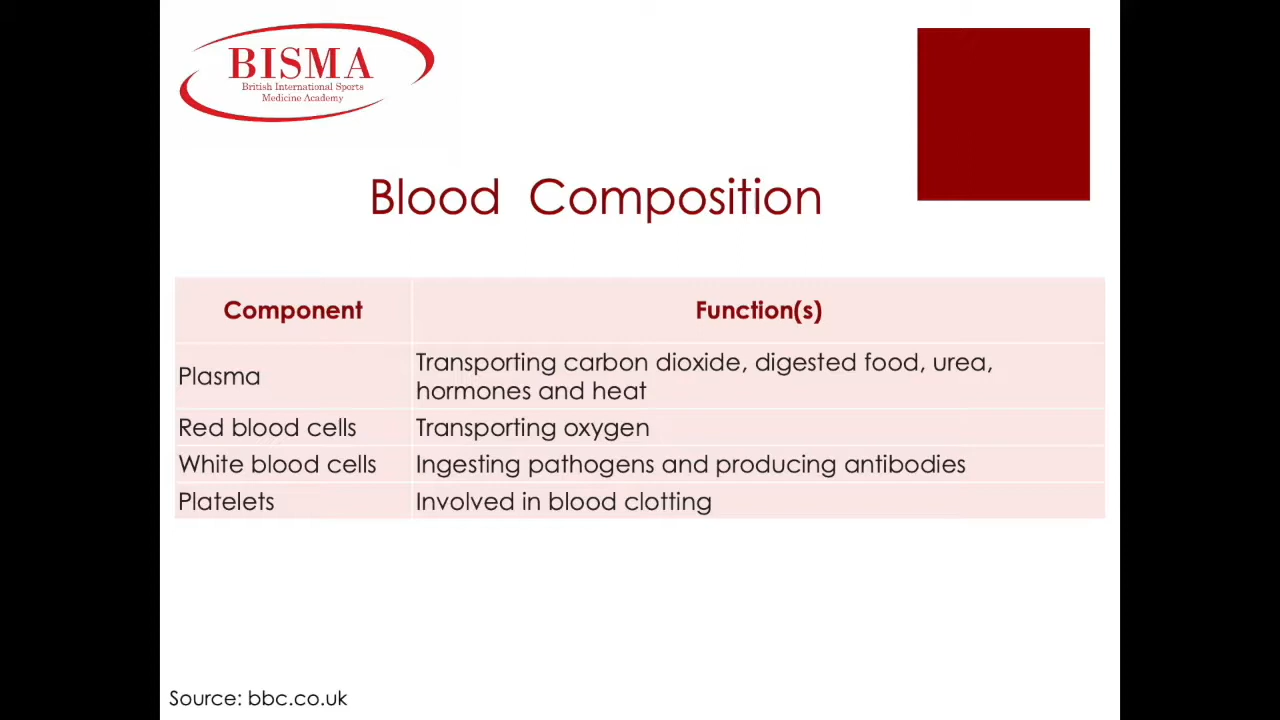 BISMA
British International Sports
Medicine Academy
Blood Composition
Component
Function(s)
Plasma
Transporting carbon dioxide, digested food, urea,
hormones and heat
Red blood cells
Transporting oxygen
White blood cells
Ingesting pathogens and producing antibodies
Platelets
Involved in blood clotting
Source: bbc.co.uk